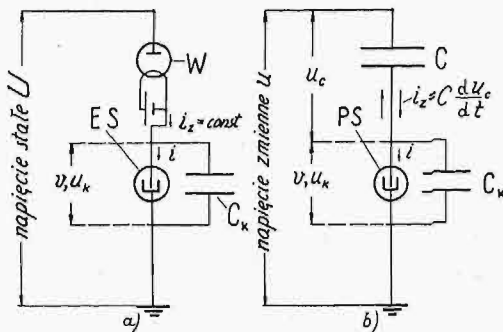 napięcie stałe U
W
ES
i_z = const
i
v, u_k
C_k
a)
napięcie zmienne u
u_c
C
i_z = C du_c/dt
PS
i
v, u_k
C_k
b)